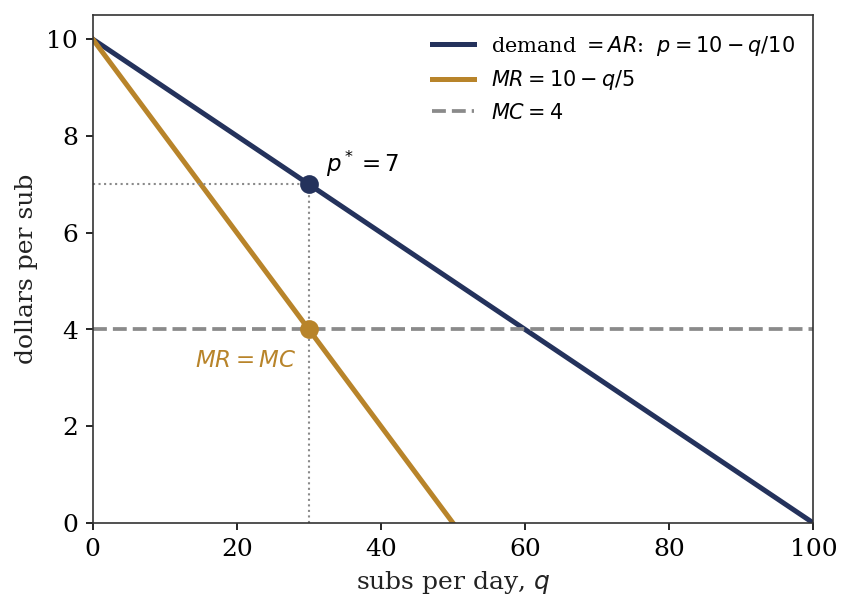 demand = AR: p = 10 − q/10
MR = 10 − q/5
MC = 4
p* = 7
MR = MC
10
8
6
4
2
0
0 20 40 60 80 100
dollars per sub
subs per day, q